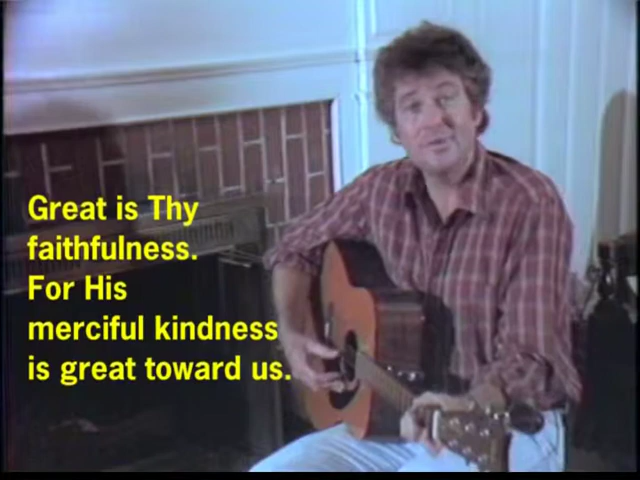 Great is Thy
faithfulness.
For His
merciful kindness
is great toward us.